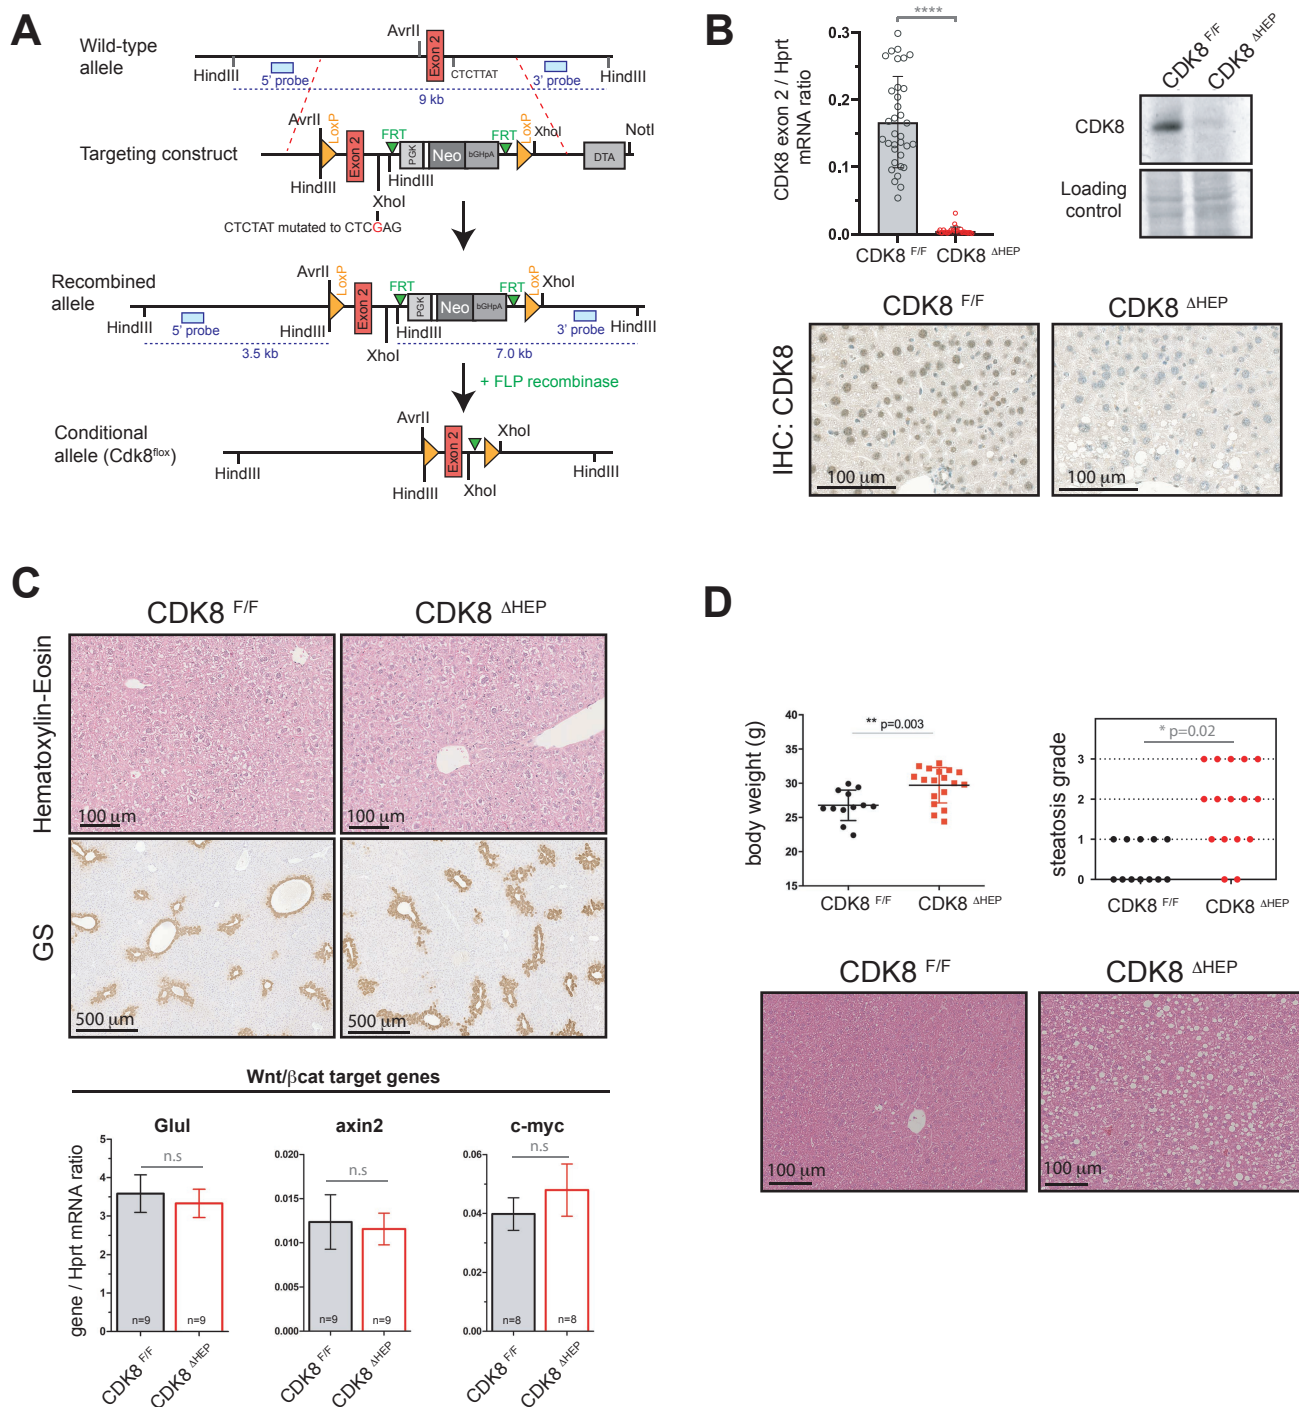 A
Wild-type
allele
HindIII
AvrII
Exon 2
CTCTTAT
HindIII
5' probe
3' probe
9 kb
Targeting construct
AvrII
LoxP
Exon 2
FRT
PGK
Neo
bGHpA
FRT
LoxP
XhoI
DTA
NotI
HindIII
HindIII
XhoI
CTCTAT mutated to CTCGAG
Recombined
allele
HindIII
AvrII
LoxP
Exon 2
FRT
PGK
Neo
bGHpA
FRT
LoxP
XhoI
5' probe
HindIII
HindIII
3' probe
HindIII
XhoI
3.5 kb
7.0 kb
+ FLP recombinase
Conditional
allele (Cdk8flox)
AvrII
Exon 2
XhoI
HindIII
HindIII
XhoI
HindIII
B
****
CDK8 exon 2 / Hprt
mRNA ratio
0.3
0.2
0.1
0.0
CDK8 F/F
CDK8 ΔHEP
CDK8 F/F
CDK8 ΔHEP
CDK8
Loading
control
CDK8 F/F
CDK8 ΔHEP
IHC: CDK8
100 µm
100 µm
C
CDK8 F/F
CDK8 ΔHEP
Hematoxylin-Eosin
100 µm
100 µm
GS
500 µm
500 µm
Wnt/βcat target genes
Glul
axin2
c-myc
gene / Hprt mRNA ratio
5
4
3
2
1
0
n.s
n=9
n=9
CDK8 F/F
CDK8 ΔHEP
0.020
0.015
0.010
0.005
0.000
n.s
n=9
n=9
CDK8 F/F
CDK8 ΔHEP
0.06
0.04
0.02
0.00
n.s
n=8
n=8
CDK8 F/F
CDK8 ΔHEP
D
body weight (g)
40
35
30
25
20
15
** p=0.003
CDK8 F/F
CDK8 ΔHEP
steatosis grade
3
2
1
0
* p=0.02
CDK8 F/F
CDK8 ΔHEP
CDK8 F/F
CDK8 ΔHEP
100 µm
100 µm